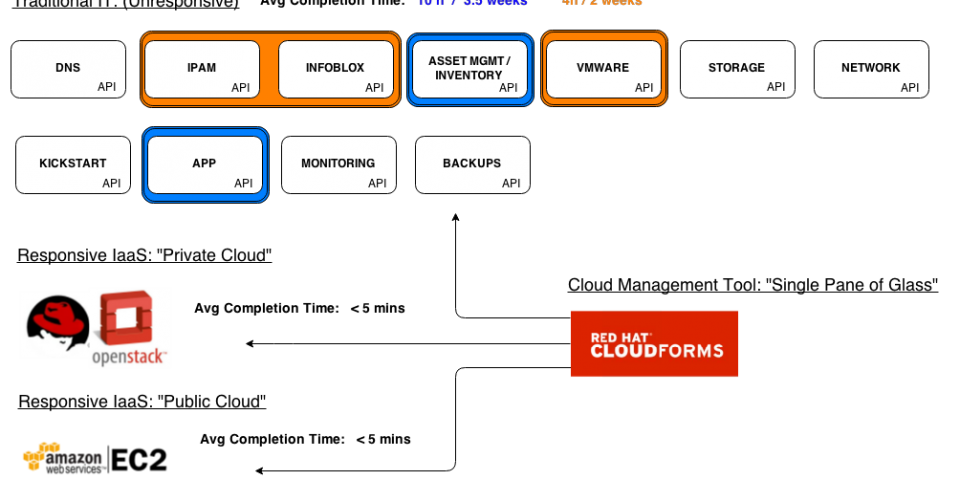 Traditional IT: (Unresponsive) Avg Completion Time: 10 h / 3.5 weeks 4h / 2 weeks
DNS
API
IPAM
API
INFOBLOX
API
ASSET MGMT /
INVENTORY
API
VMWARE
API
STORAGE
API
NETWORK
API
KICKSTART
API
APP
API
MONITORING
API
BACKUPS
API
Responsive IaaS: "Private Cloud"
Avg Completion Time: < 5 mins
openstack™
Cloud Management Tool: "Single Pane of Glass"
RED HAT®
CLOUDFORMS
Responsive IaaS: "Public Cloud"
Avg Completion Time: < 5 mins
amazon
webservices™
EC2